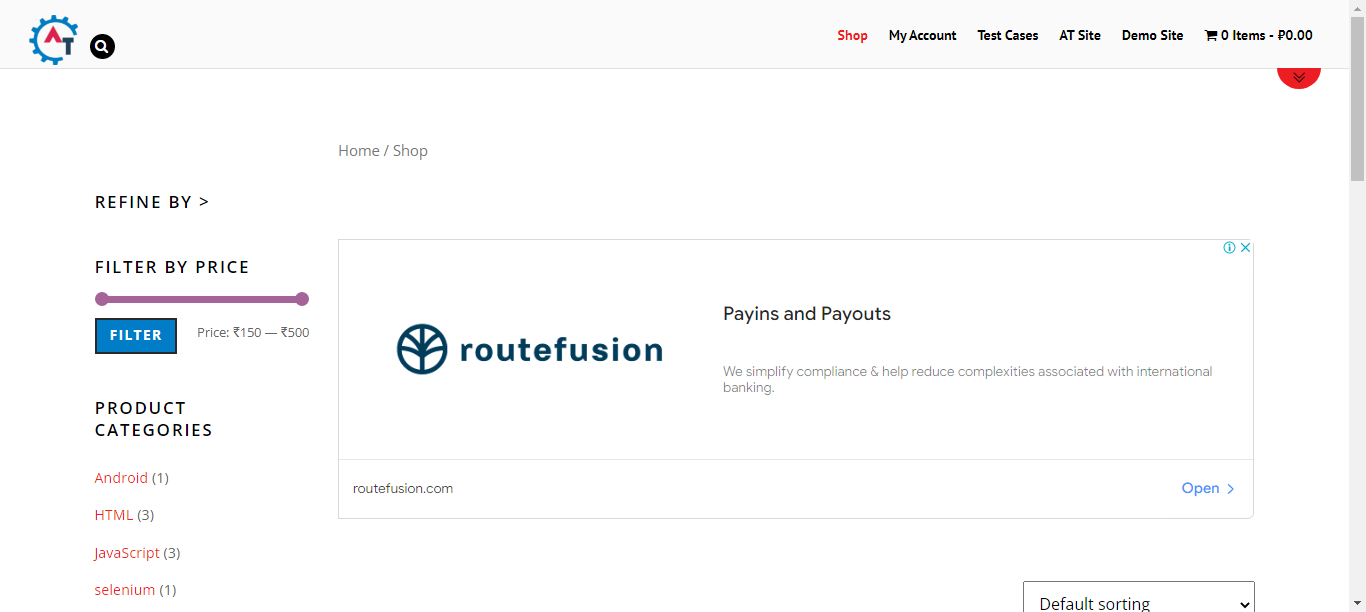 AT
Shop
My Account
Test Cases
AT Site
Demo Site
0 Items - ₽0.00
Home / Shop
REFINE BY >
FILTER BY PRICE
FILTER
Price: ₹150 — ₹500
PRODUCT
CATEGORIES
Android (1)
HTML (3)
JavaScript (3)
selenium (1)
routefusion
Payins and Payouts
We simplify compliance & help reduce complexities associated with international
banking.
routefusion.com
Open
Default sorting